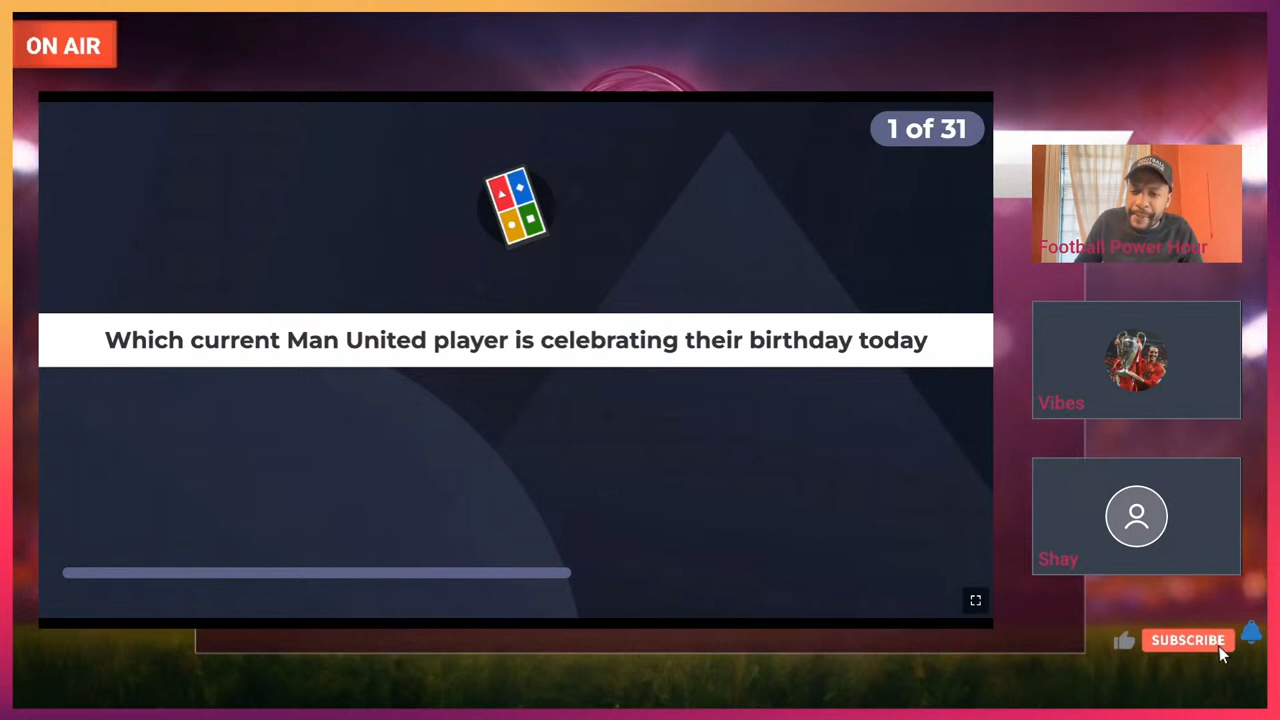 ON AIR
1 of 31
FOOTBALL
Football Power Hour
Which current Man United player is celebrating their birthday today
Vibes
Shay
SUBSCRIBE